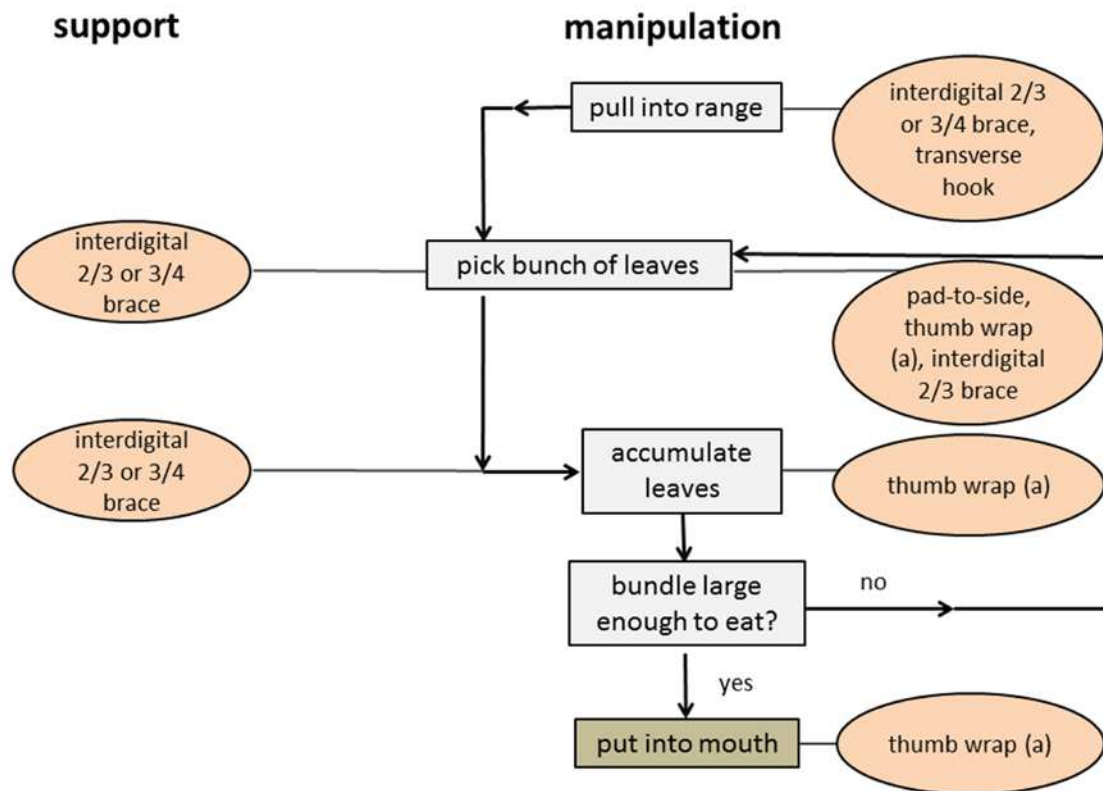 support
manipulation
pull into range
interdigital 2/3
or 3/4 brace,
transverse
hook
interdigital
2/3 or 3/4
brace
pick bunch of leaves
pad-to-side,
thumb wrap
(a), interdigital
2/3 brace
interdigital
2/3 or 3/4
brace
accumulate
leaves
thumb wrap (a)
bundle large
enough to eat?
no
yes
put into mouth
thumb wrap (a)